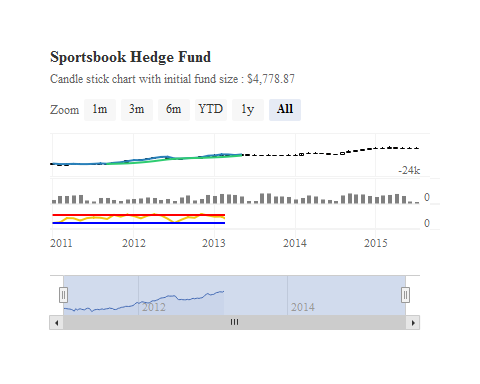 Sportsbook Hedge Fund
Candle stick chart with initial fund size : $4,778.87
Zoom 1m 3m 6m YTD 1y All
-24k
0
0
2011 2012 2013 2014 2015
2012 2014